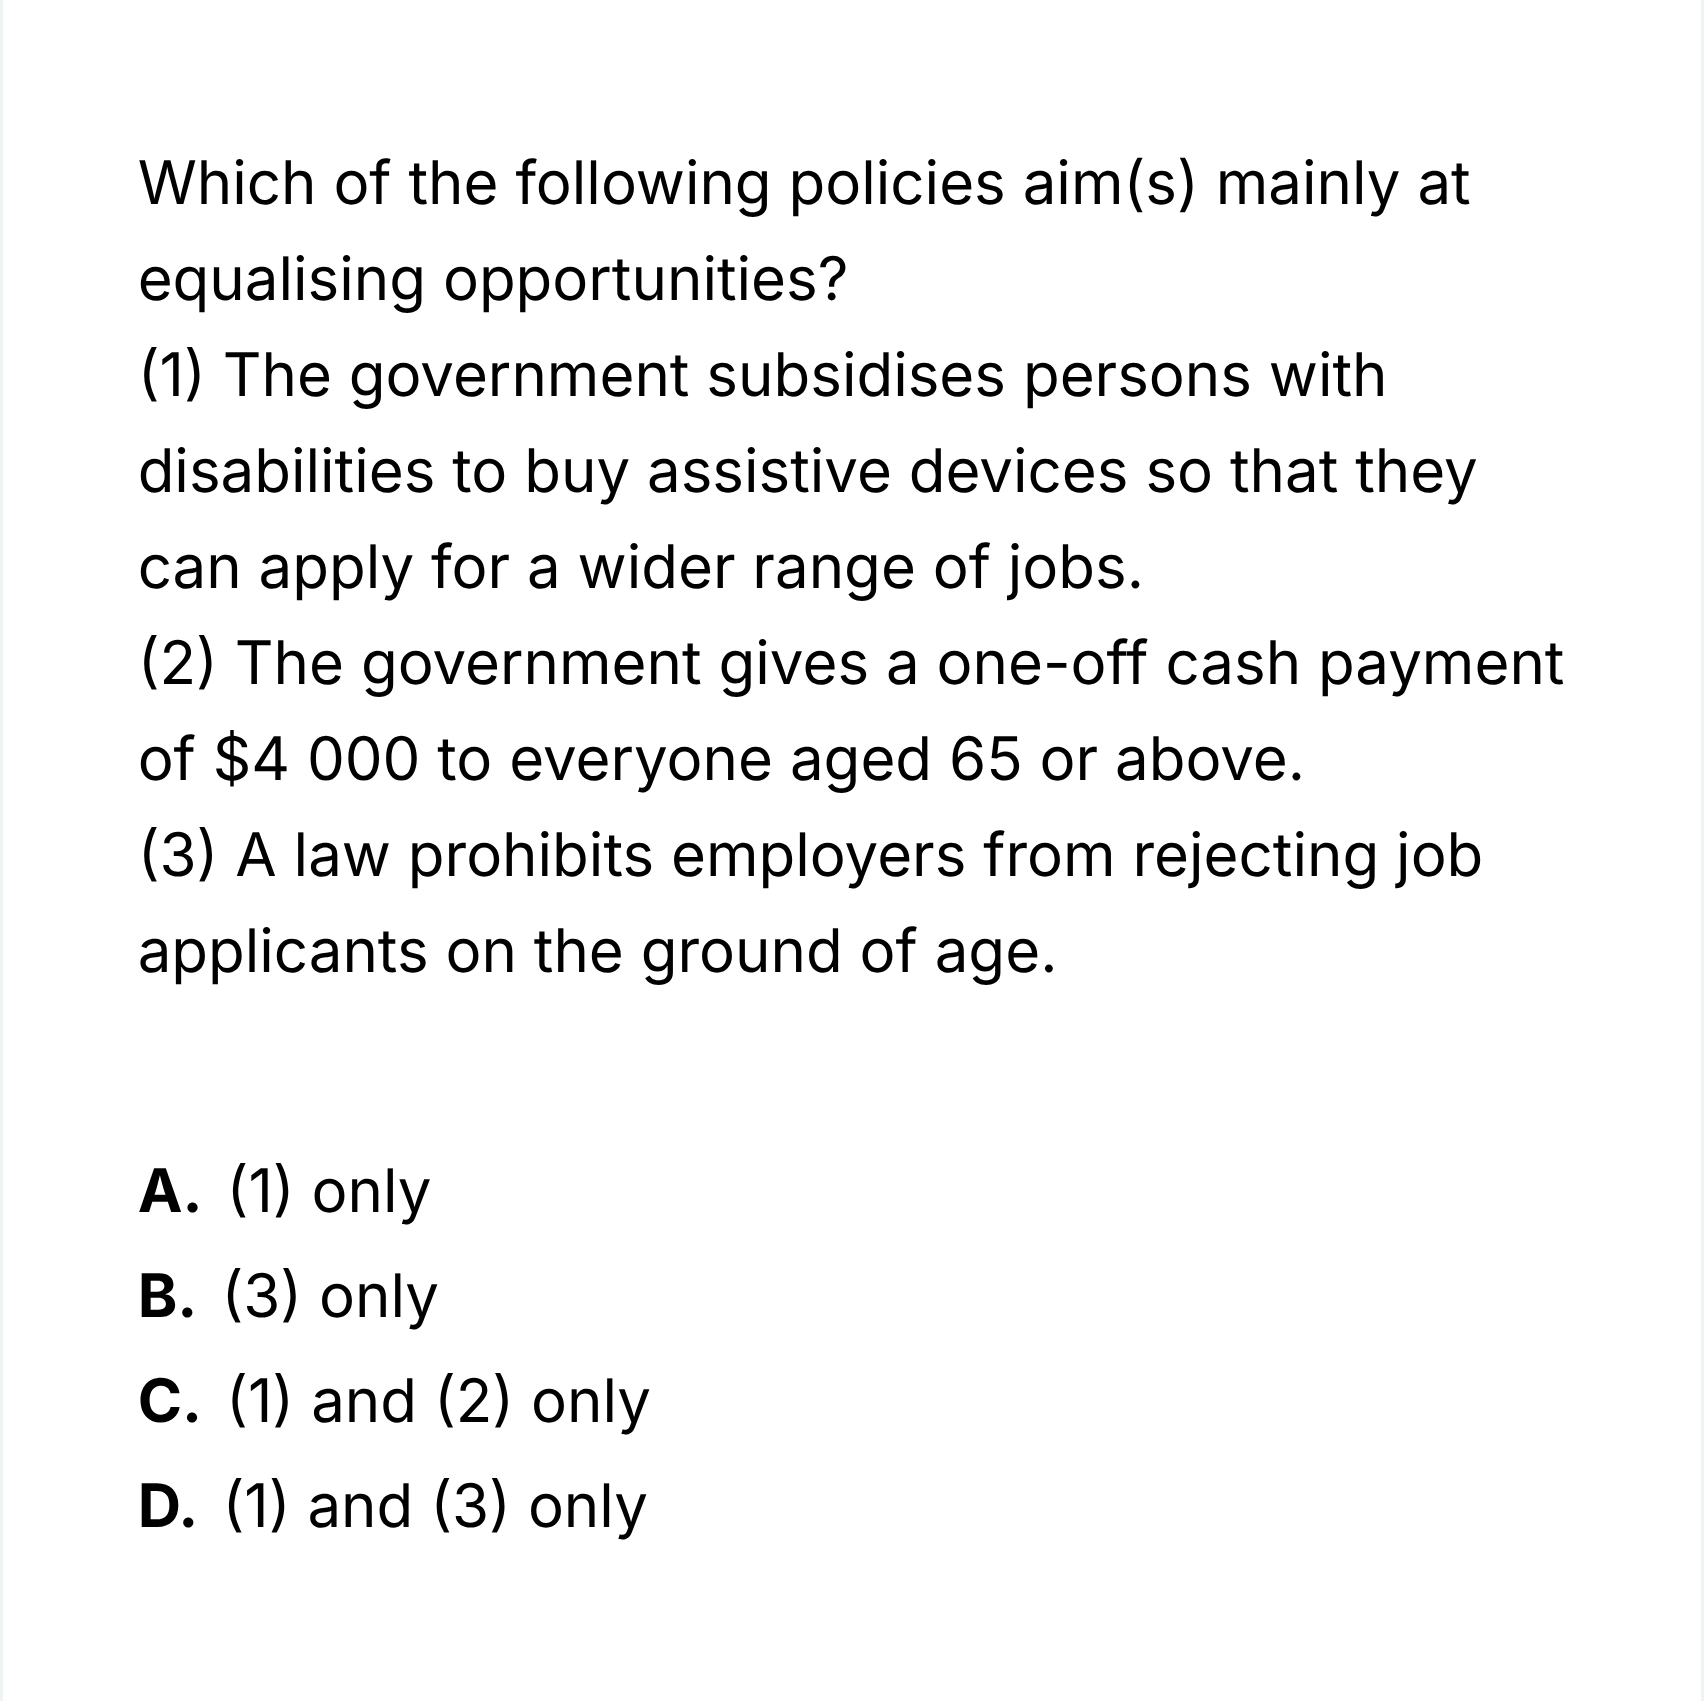 Which of the following policies aim(s) mainly at
equalising opportunities?
(1) The government subsidises persons with
disabilities to buy assistive devices so that they
can apply for a wider range of jobs.
(2) The government gives a one-off cash payment
of $4 000 to everyone aged 65 or above.
(3) A law prohibits employers from rejecting job
applicants on the ground of age.
A. (1) only
B. (3) only
C. (1) and (2) only
D. (1) and (3) only